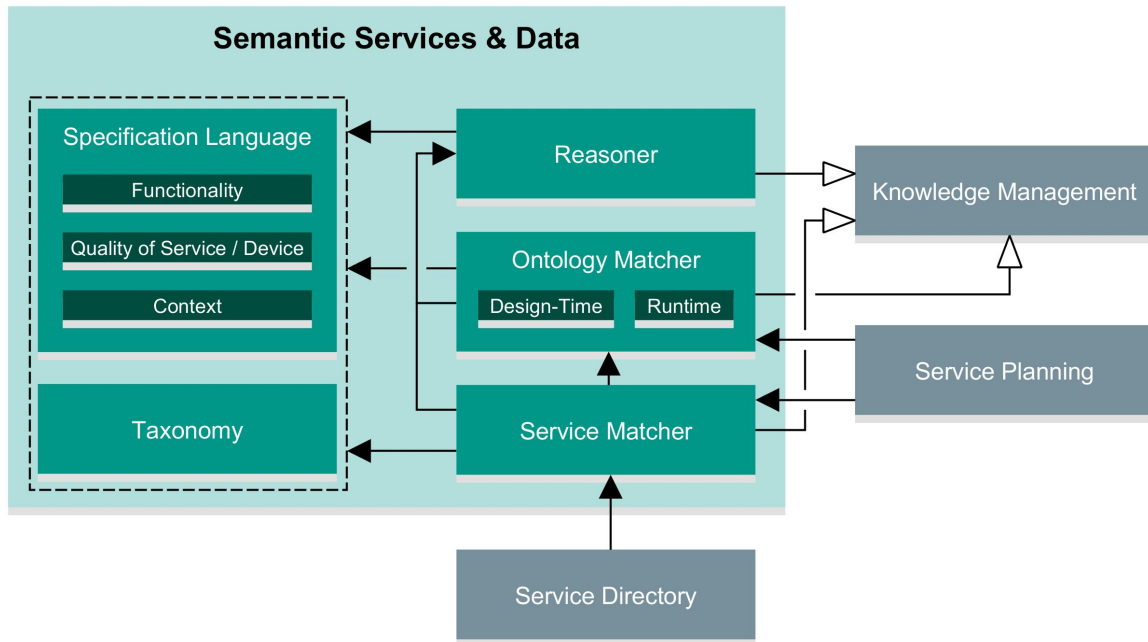 Semantic Services & Data
Specification Language
Functionality
Quality of Service / Device
Context
Taxonomy
Reasoner
Ontology Matcher
Design-Time
Runtime
Service Matcher
Knowledge Management
Service Planning
Service Directory